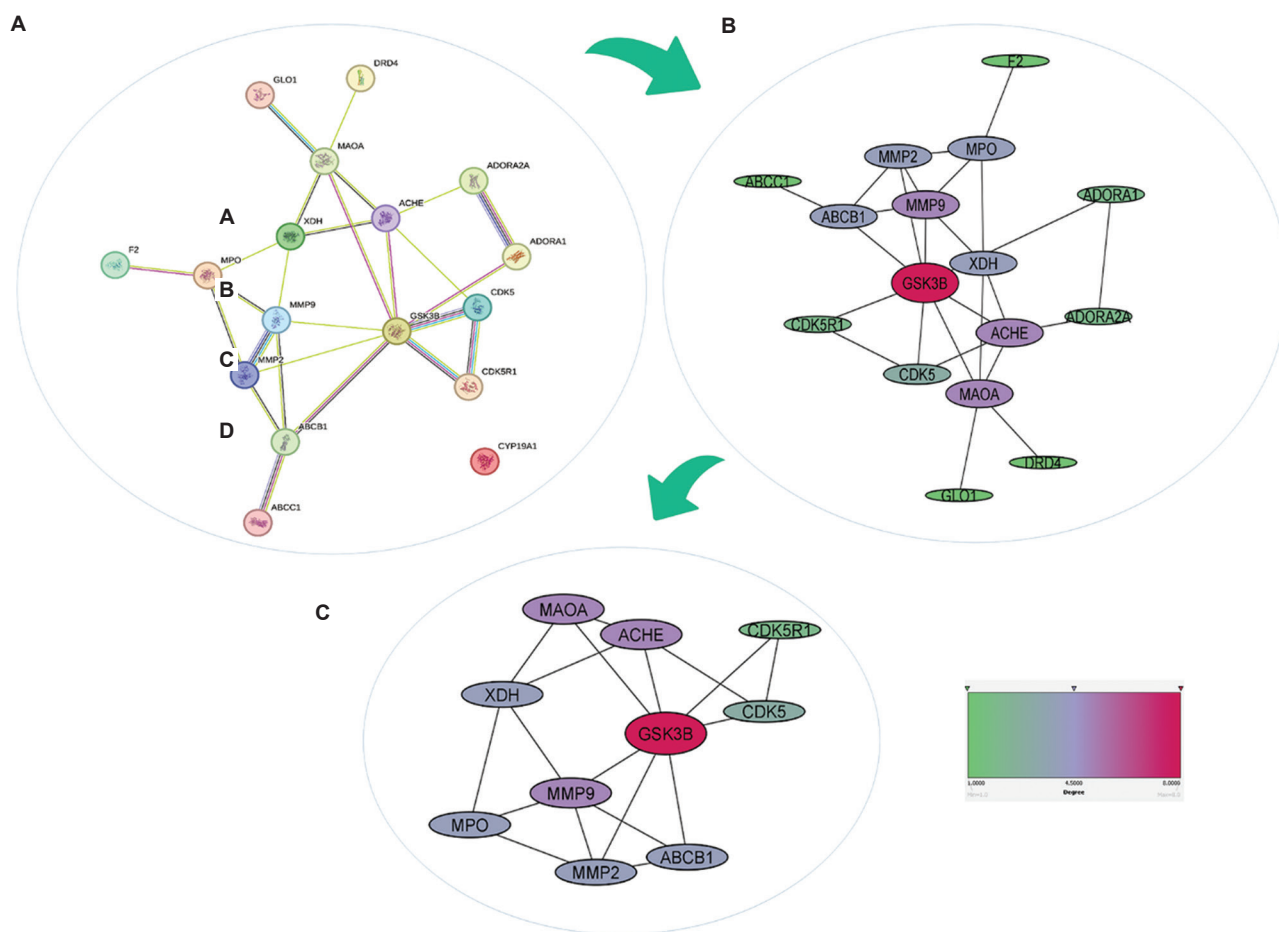 A
B
DRD4
GLO1
MAOA
ADORA2A
ACHE
A
XDH
ADORA1
F2
MPO
B
CDK5
MMP9
GSK3B
C
MMP2
CDK5R1
D
ABCB1
CYP19A1
ABCC1
F2
MMP2
MPO
ABCC1
ADORA1
MMP9
ABCB1
XDH
GSK3B
CDK5R1
ADORA2A
ACHE
CDK5
MAOA
DRD4
GLO1
C
MAOA
ACHE
CDK5R1
XDH
CDK5
GSK3B
MMP9
MPO
ABCB1
MMP2
1.0000 4.5000 8.0000
Degree